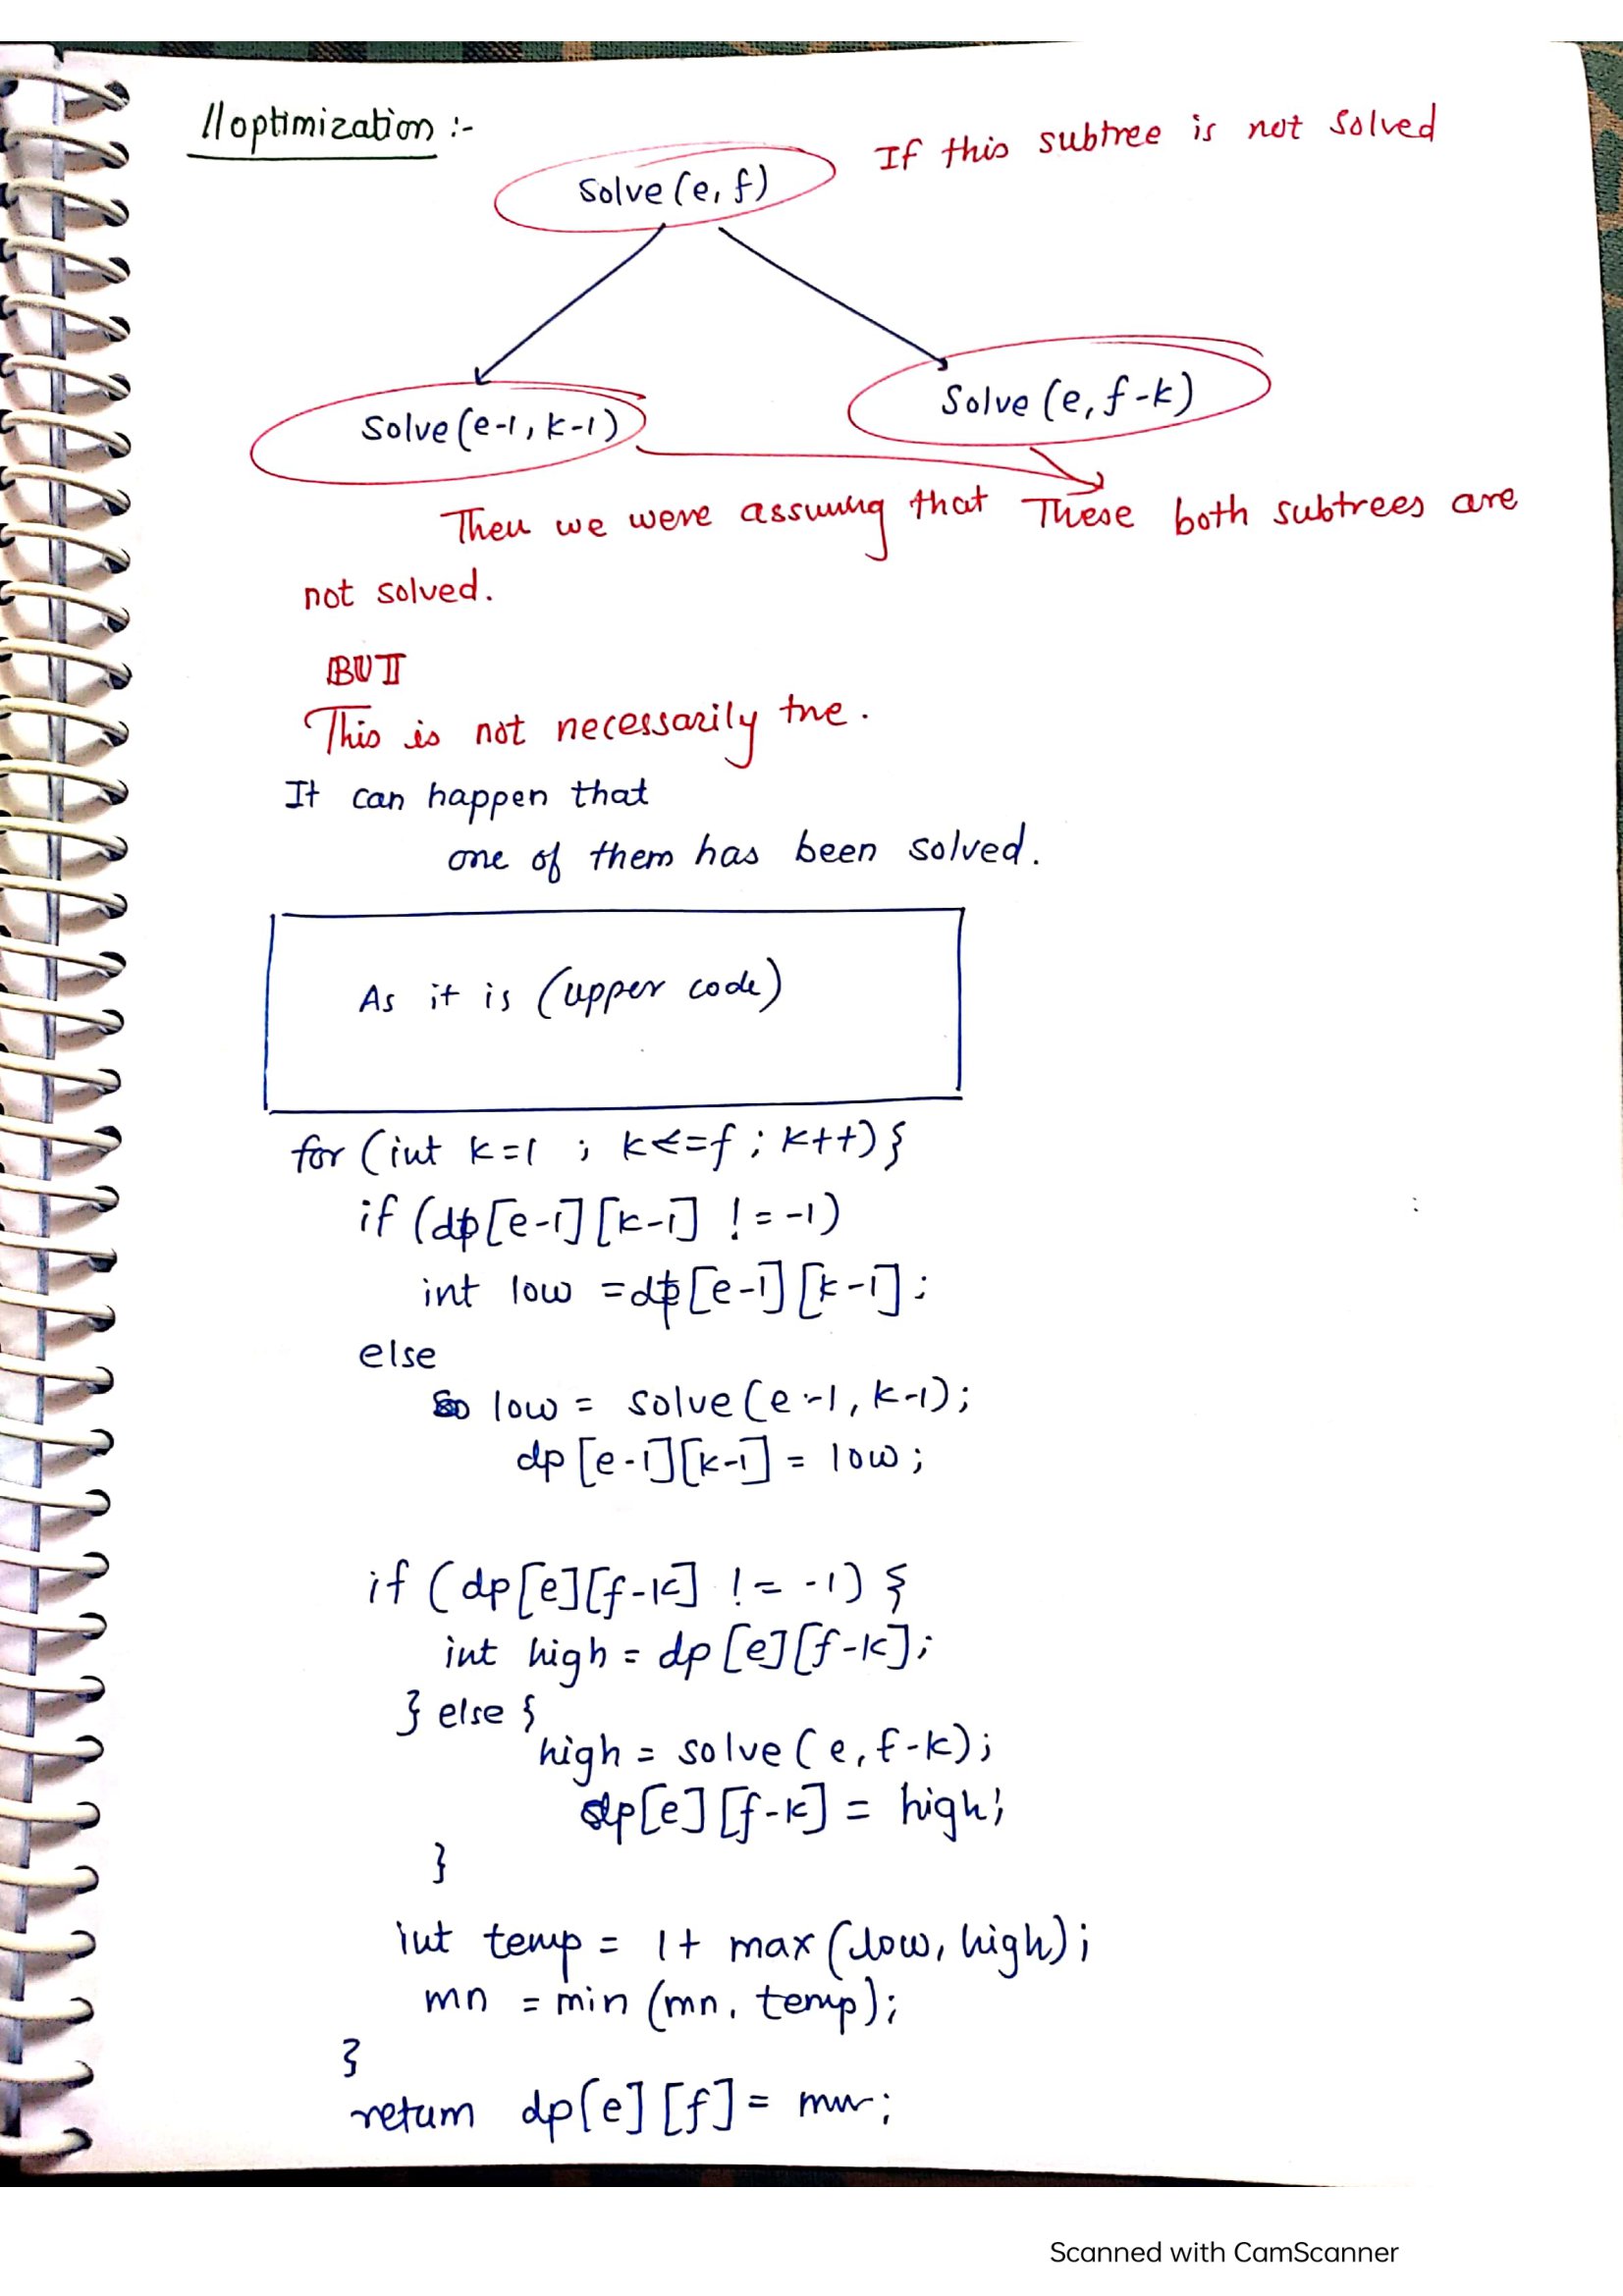 //optimization :-
If this subtree is not solved
Solve(e, f)
Solve(e-1, k-1)
Solve(e, f-k)
Then we were assuming that These both subtrees are
not solved.
BUT
This is not necessarily true.
It can happen that
one of them has been solved.
As it is (upper code)
for (int k=1 ; k<=f ; k++) {
if (dp[e-1][k-1] != -1)
int low = dp[e-1][k-1];
else
low = solve(e-1, k-1);
dp[e-1][k-1] = low;
if (dp[e][f-k] != -1) {
int high = dp[e][f-k];
} else {
high = solve(e, f-k);
dp[e][f-k] = high;
}
int temp = 1+ max(low, high);
mn = min(mn, temp);
}
return dp[e][f] = mn;
Scanned with CamScanner